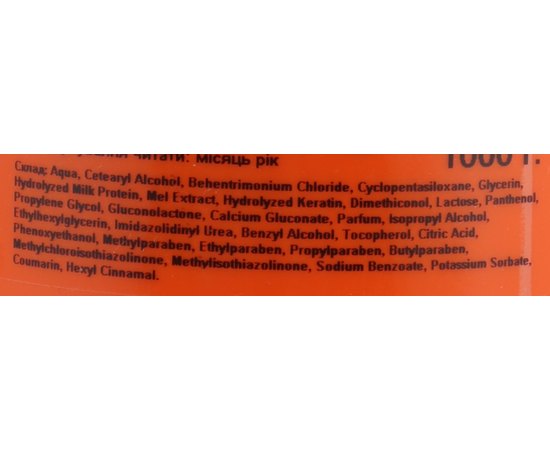 читати: місяць рік
1000 г.
Склад: Aqua, Cetearyl Alcohol, Behentrimonium Chloride, Cyclopentasiloxane, Glycerin,
Hydrolyzed Milk Protein, Mel Extract, Hydrolyzed Keratin, Dimethiconol, Lactose, Panthenol,
Propylene Glycol, Gluconolactone, Calcium Gluconate, Parfum, Isopropyl Alcohol,
Ethylhexylglycerin, Imidazolidinyl Urea, Benzyl Alcohol, Tocopherol, Citric Acid,
Phenoxyethanol, Methylparaben, Ethylparaben, Propylparaben, Butylparaben,
Methylchloroisothiazolinone, Methylisothiazolinone, Sodium Benzoate, Potassium Sorbate,
Coumarin, Hexyl Cinnamal.